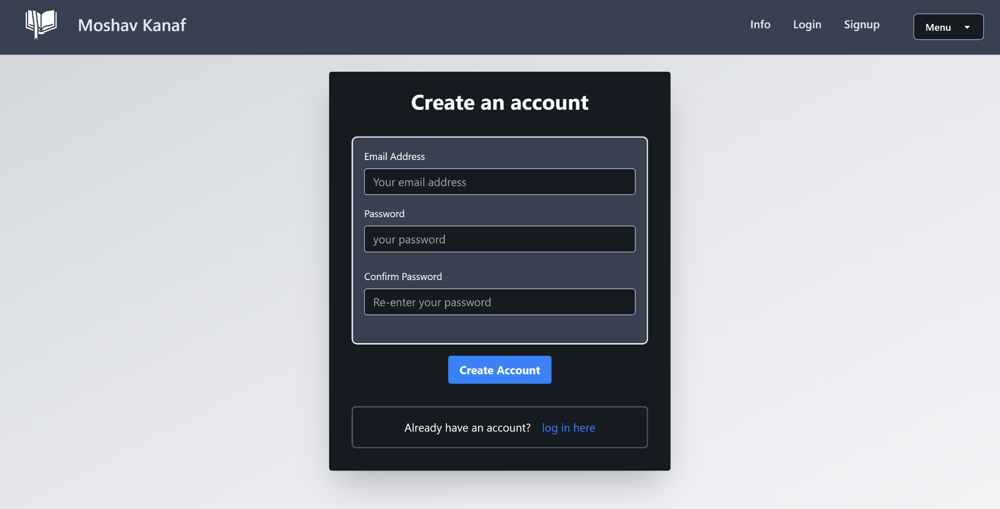 Moshav Kanaf
Info
Login
Signup
Menu
Create an account
Email Address
Your email address
Password
your password
Confirm Password
Re-enter your password
Create Account
Already have an account? log in here